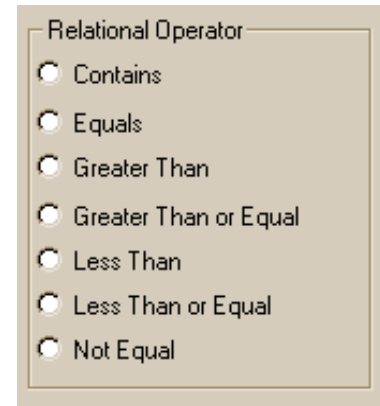 Relational Operator
Contains
Equals
Greater Than
Greater Than or Equal
Less Than
Less Than or Equal
Not Equal